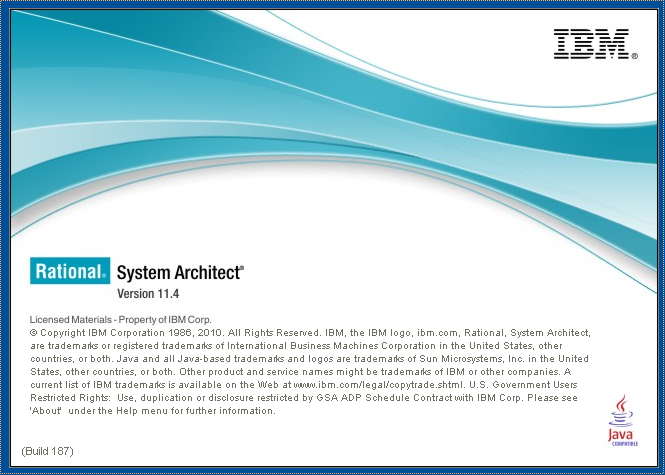 IBM®
Rational® System Architect®
Version 11.4
Licensed Materials - Property of IBM Corp.
© Copyright IBM Corporation 1986, 2010. All Rights Reserved. IBM, the IBM logo, ibm.com, Rational, System Architect,
are trademarks or registered trademarks of International Business Machines Corporation in the United States, other
countries, or both. Java and all Java-based trademarks and logos are trademarks of Sun Microsystems, Inc. in the United
States, other countries, or both. Other product and service names might be trademarks of IBM or other companies. A
current list of IBM trademarks is available on the Web at www.ibm.com/legal/copytrade.shtml. U.S. Government Users
Restricted Rights: Use, duplication or disclosure restricted by GSA ADP Schedule Contract with IBM Corp. Please see
'About' under the Help menu for further information.
Java
COMPATIBLE
(Build 187)